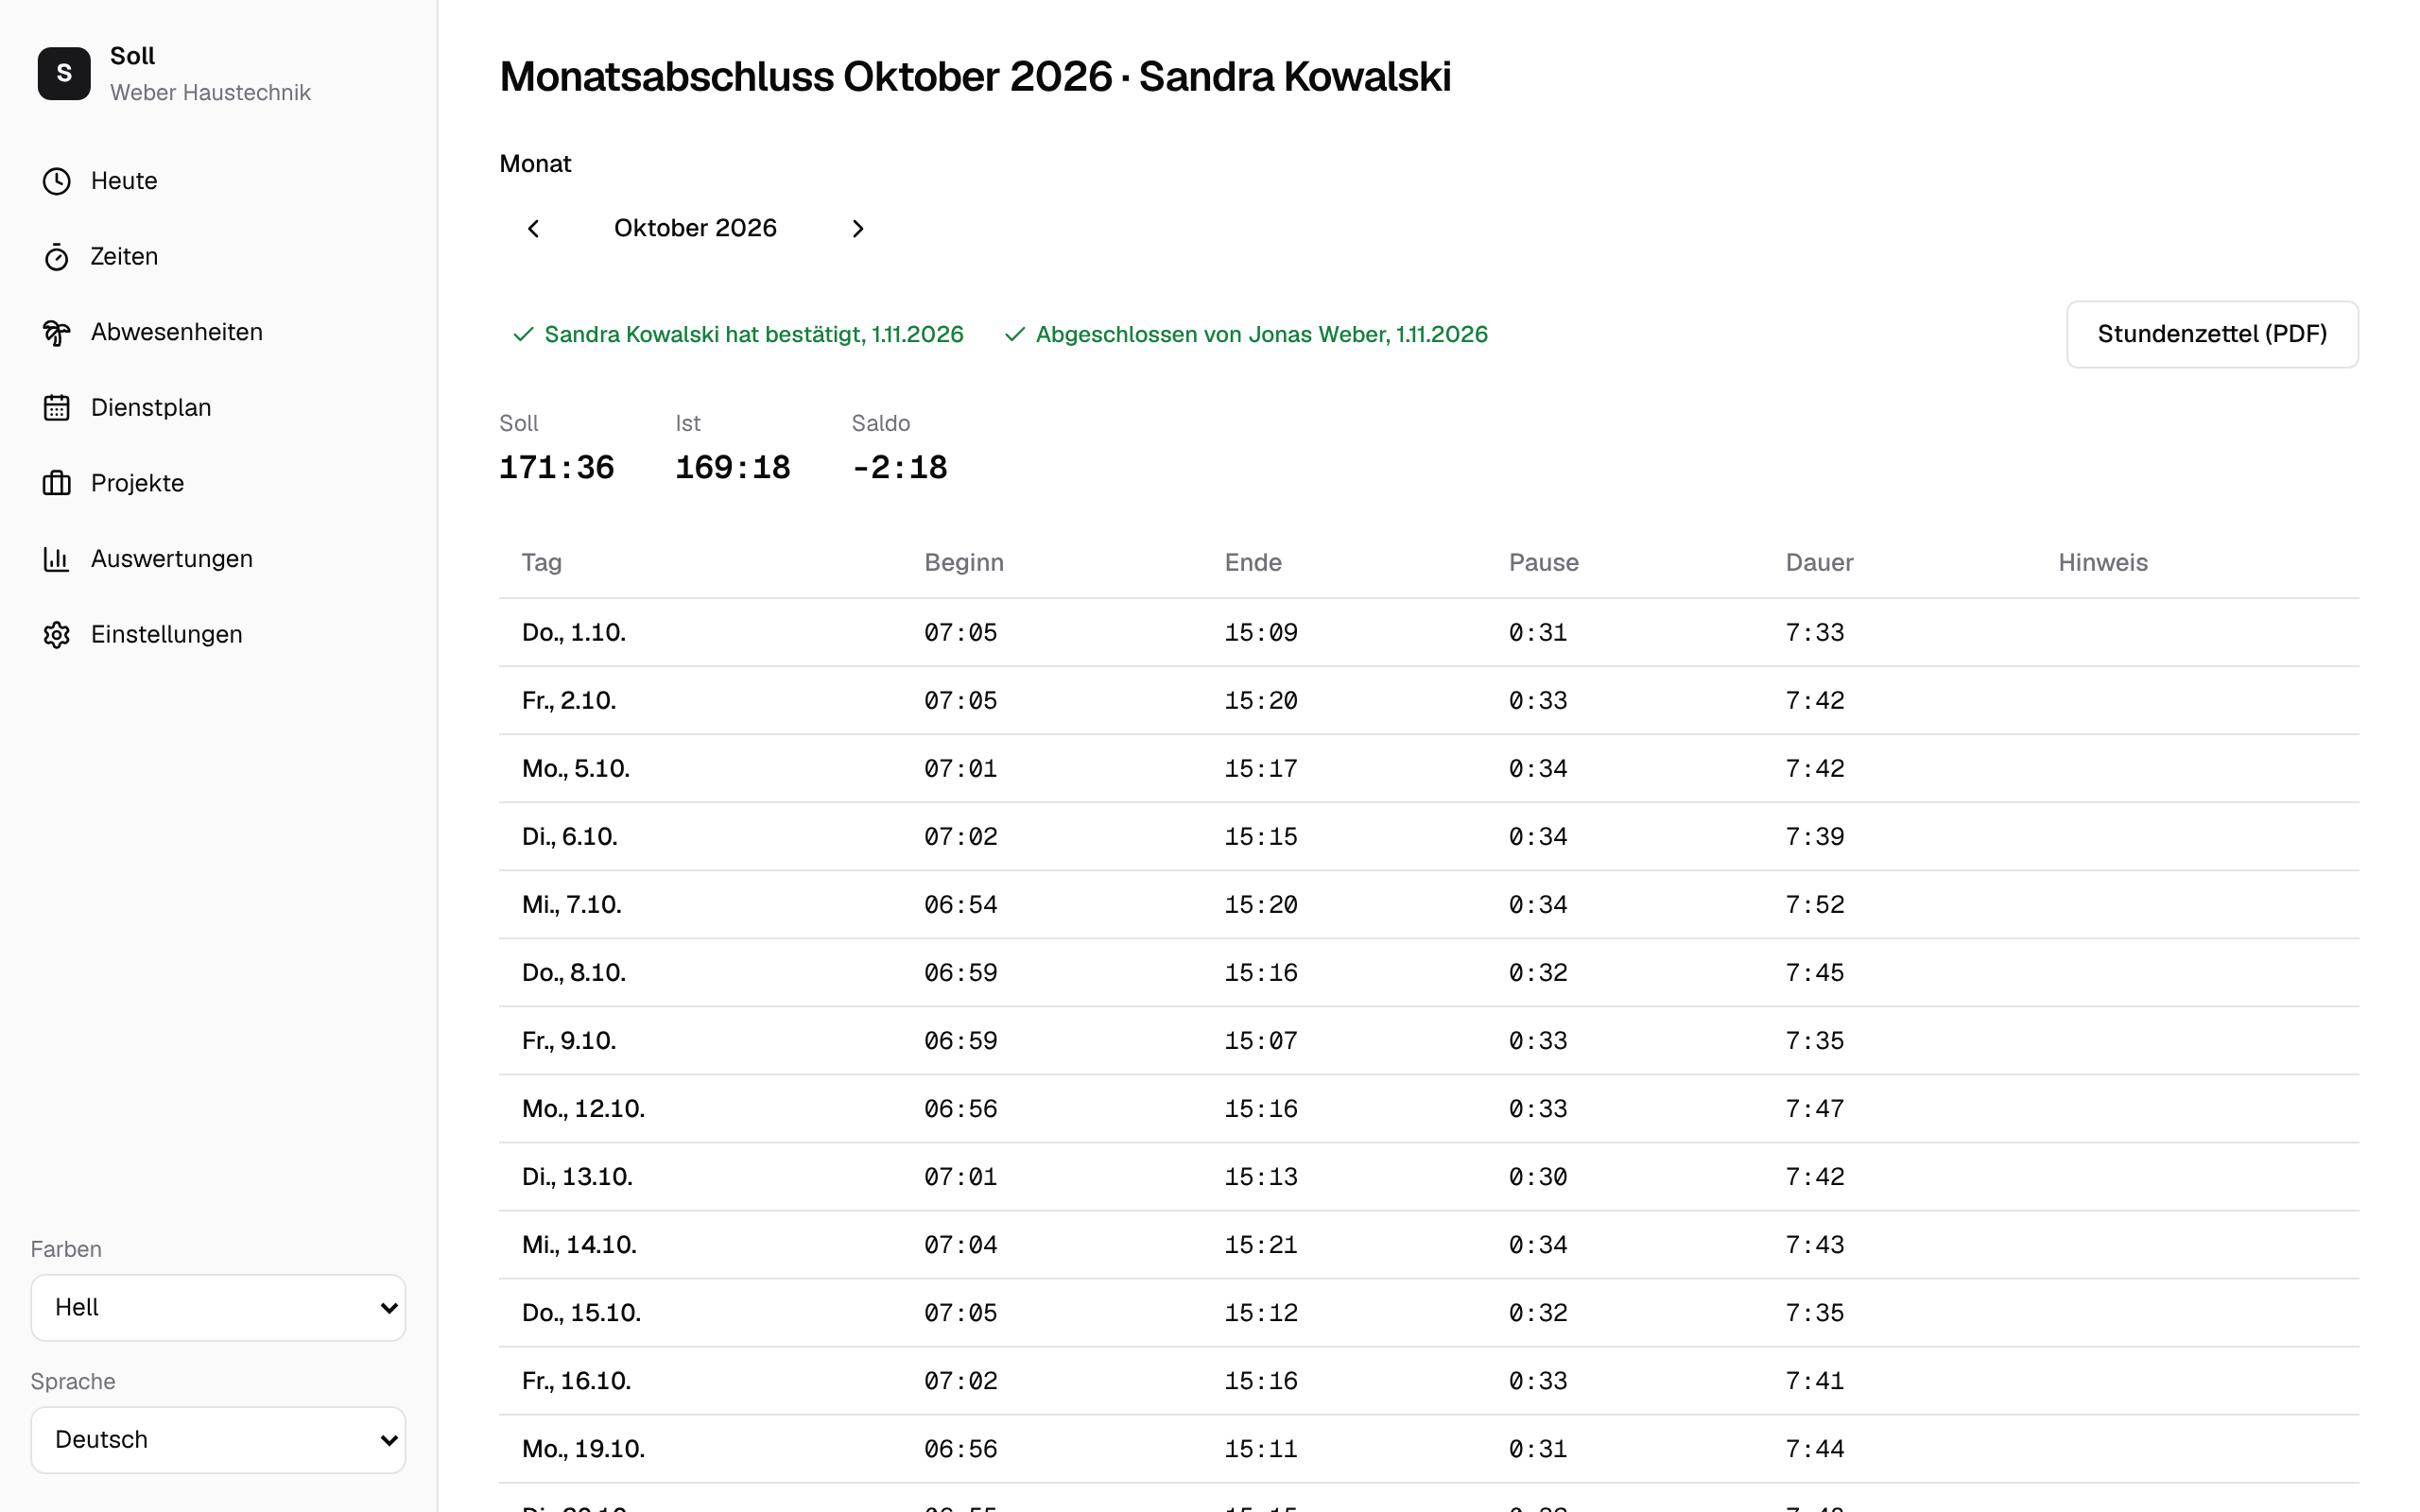 S
Soll
Weber Haustechnik
Heute
Zeiten
Abwesenheiten
Dienstplan
Projekte
Auswertungen
Einstellungen
Farben
Hell
Sprache
Deutsch
Monatsabschluss Oktober 2026 · Sandra Kowalski
Monat
Oktober 2026
Sandra Kowalski hat bestätigt, 1.11.2026 Abgeschlossen von Jonas Weber, 1.11.2026 Stundenzettel (PDF)
Soll Ist Saldo
171:36 169:18 -2:18
Tag Beginn Ende Pause Dauer Hinweis
Do., 1.10. 07:05 15:09 0:31 7:33
Fr., 2.10. 07:05 15:20 0:33 7:42
Mo., 5.10. 07:01 15:17 0:34 7:42
Di., 6.10. 07:02 15:15 0:34 7:39
Mi., 7.10. 06:54 15:20 0:34 7:52
Do., 8.10. 06:59 15:16 0:32 7:45
Fr., 9.10. 06:59 15:07 0:33 7:35
Mo., 12.10. 06:56 15:16 0:33 7:47
Di., 13.10. 07:01 15:13 0:30 7:42
Mi., 14.10. 07:04 15:21 0:34 7:43
Do., 15.10. 07:05 15:12 0:32 7:35
Fr., 16.10. 07:02 15:16 0:33 7:41
Mo., 19.10. 06:56 15:11 0:31 7:44